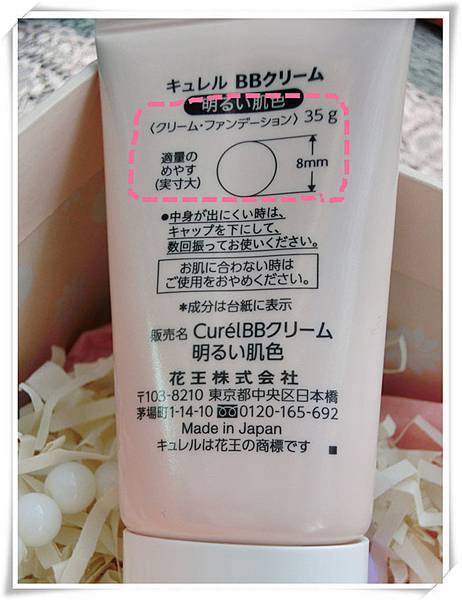 キュレル BBクリーム
明るい肌色
〈クリーム・ファンデーション〉 35g
適量の
めやす
(実寸大)
8mm
●中身が出にくい時は、
キャップを下にして、
数回振ってお使いください。
お肌に合わない時は
ご使用をおやめください。
*成分は台紙に表示
販売名 CurélBBクリーム
明るい肌色
花王株式会社
〒103-8210 東京都中央区日本橋
茅場町1-14-10 0120-165-692
Made in Japan
キュレルは花王の商標です